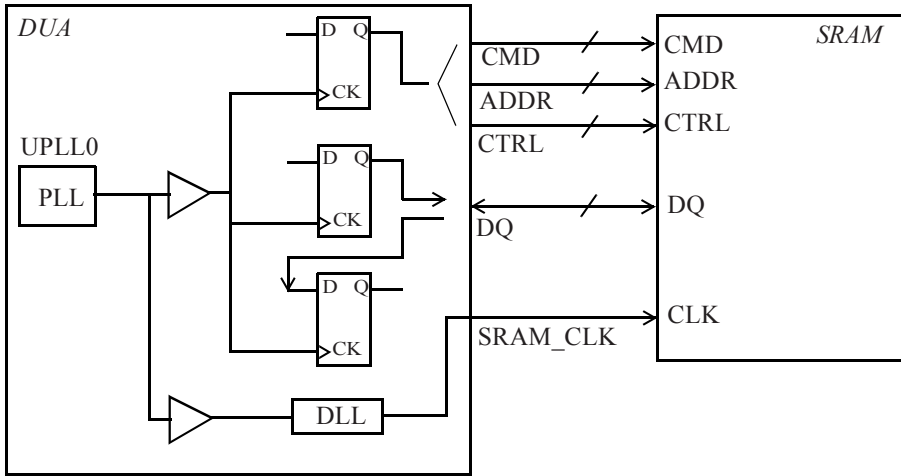 DUA
D Q
CK
CMD
ADDR
CTRL
SRAM
CMD
ADDR
CTRL
UPLL0
PLL
D Q
CK
DQ
DQ
D Q
CK
SRAM_CLK
CLK
DLL